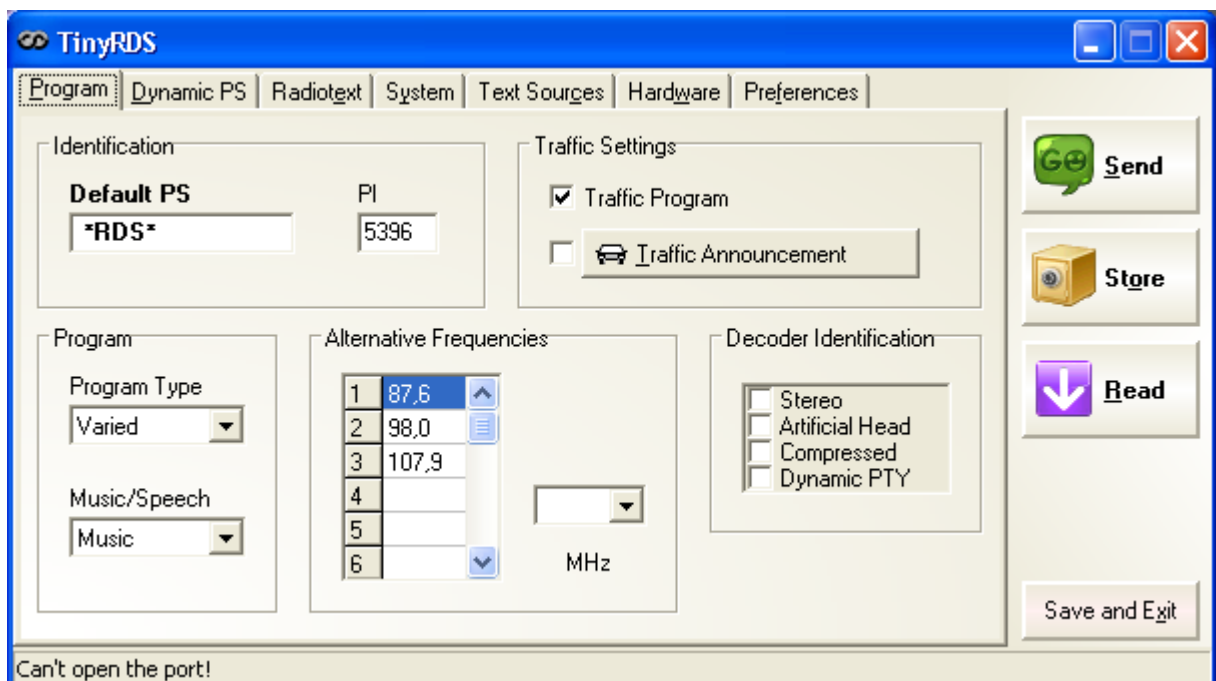 TinyRDS
Program Dynamic PS Radiotext System Text Sources Hardware Preferences
Identification
Default PS PI
*RDS* 5396
Traffic Settings
Traffic Program
Traffic Announcement
Program
Program Type
Varied
Music/Speech
Music
Alternative Frequencies
1 87,6
2 98,0
3 107,9
4
5
6
MHz
Decoder Identification
Stereo
Artificial Head
Compressed
Dynamic PTY
GO Send
Store
Read
Save and Exit
Can't open the port!